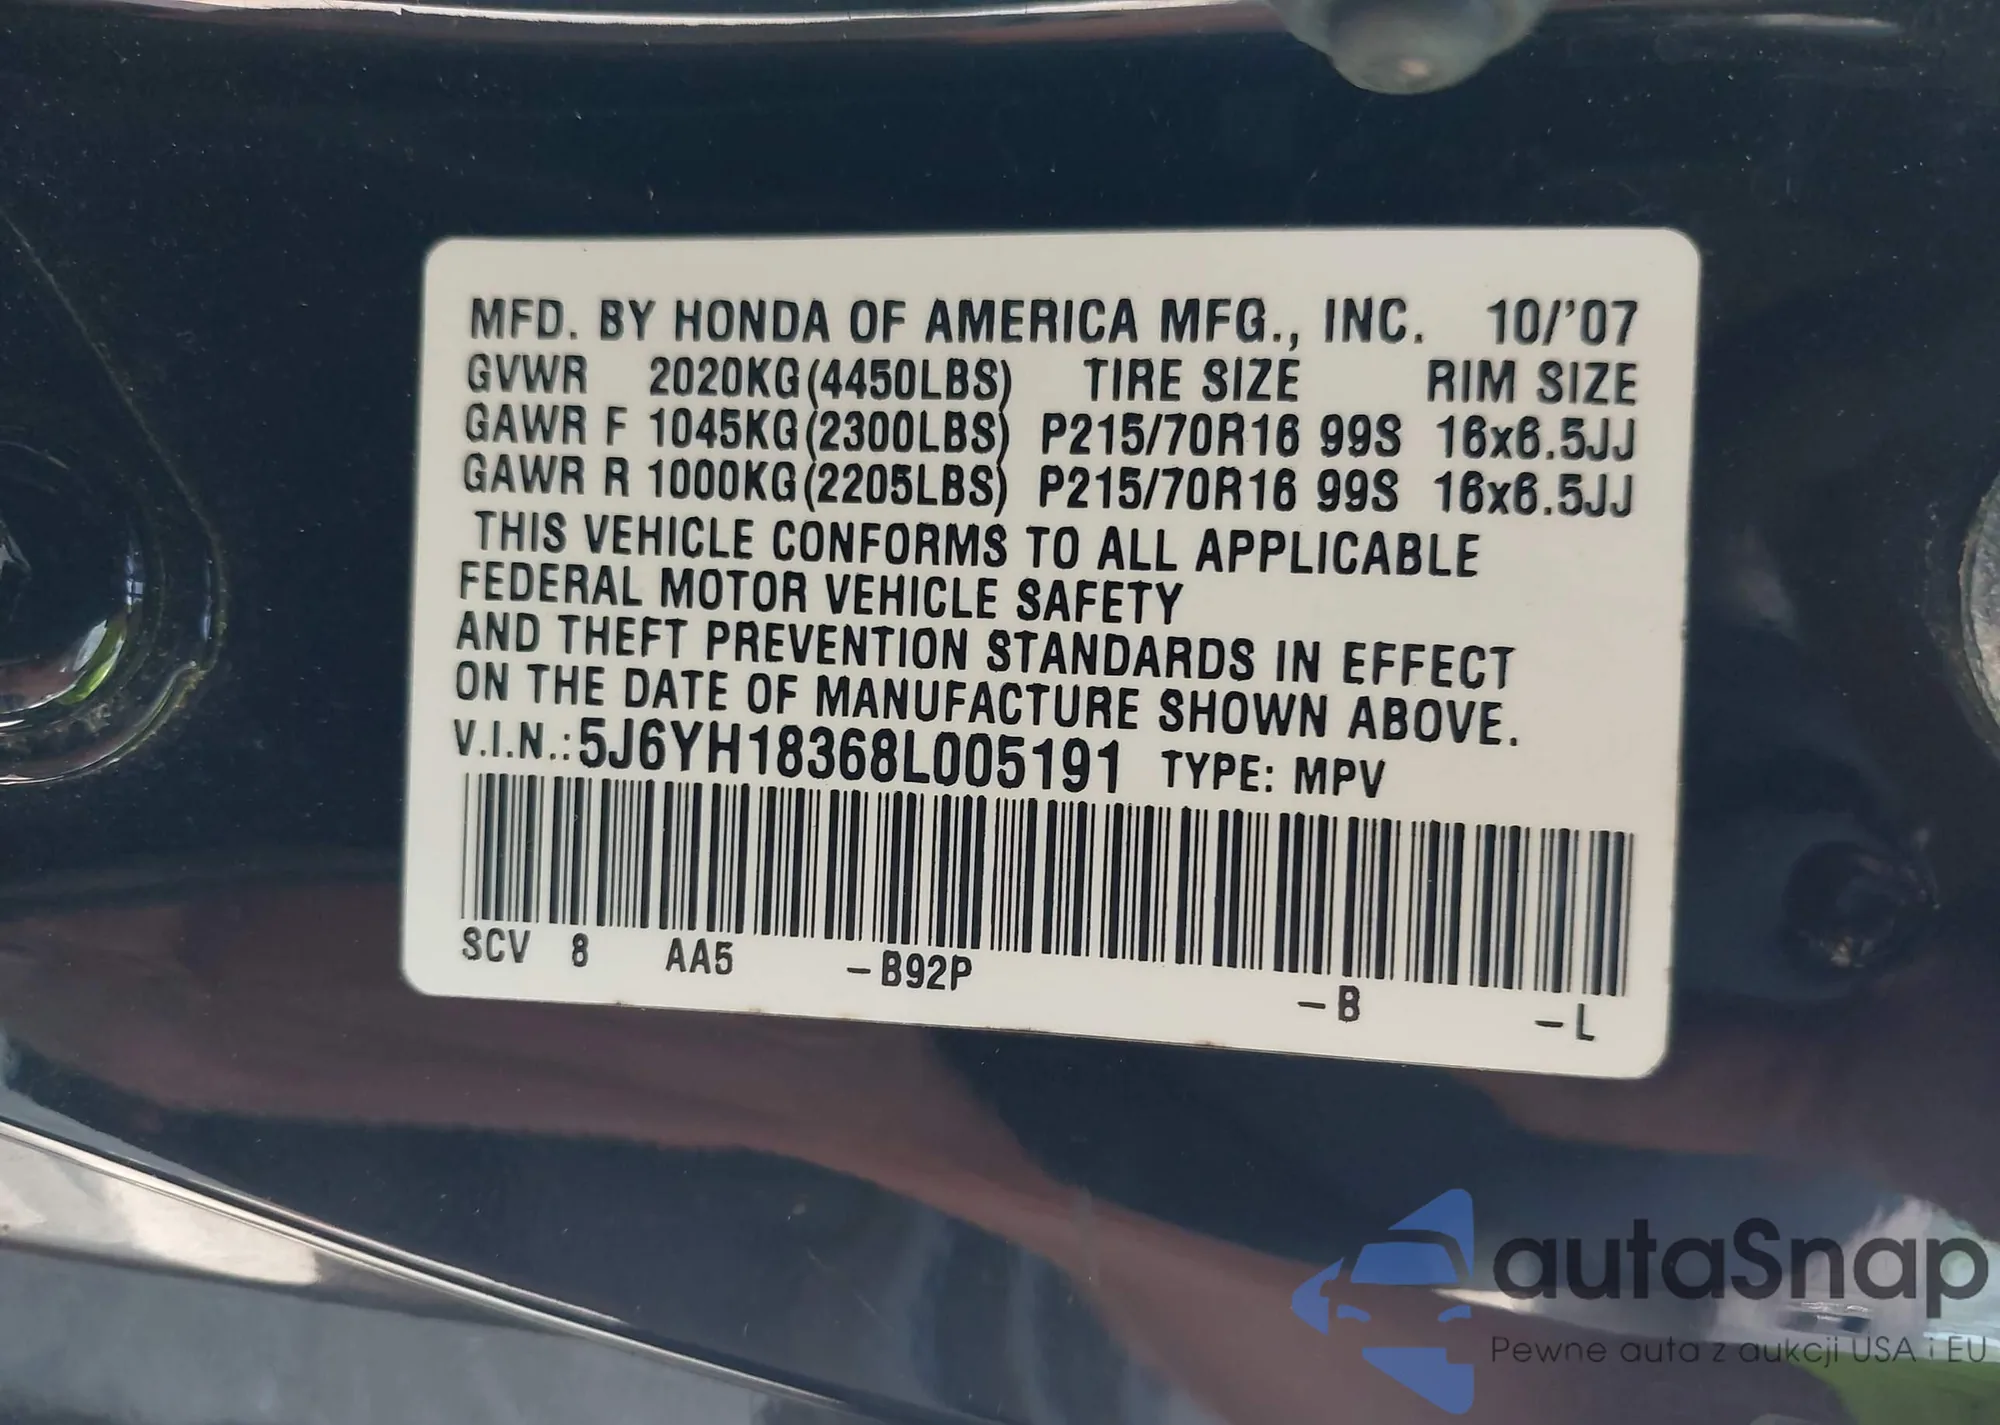 MFD. BY HONDA OF AMERICA MFG., INC. 10/'07
GVWR 2020KG(4450LBS) TIRE SIZE RIM SIZE
GAWR F 1045KG(2300LBS) P215/70R16 99S 16x6.5JJ
GAWR R 1000KG(2205LBS) P215/70R16 99S 16x6.5JJ
THIS VEHICLE CONFORMS TO ALL APPLICABLE
FEDERAL MOTOR VEHICLE SAFETY
AND THEFT PREVENTION STANDARDS IN EFFECT
ON THE DATE OF MANUFACTURE SHOWN ABOVE.
V.I.N.:5J6YH18368L005191 TYPE: MPV
SCV 8 AA5 –B92P –B –L
autaSnap
Pewne auta z aukcji USA i EU